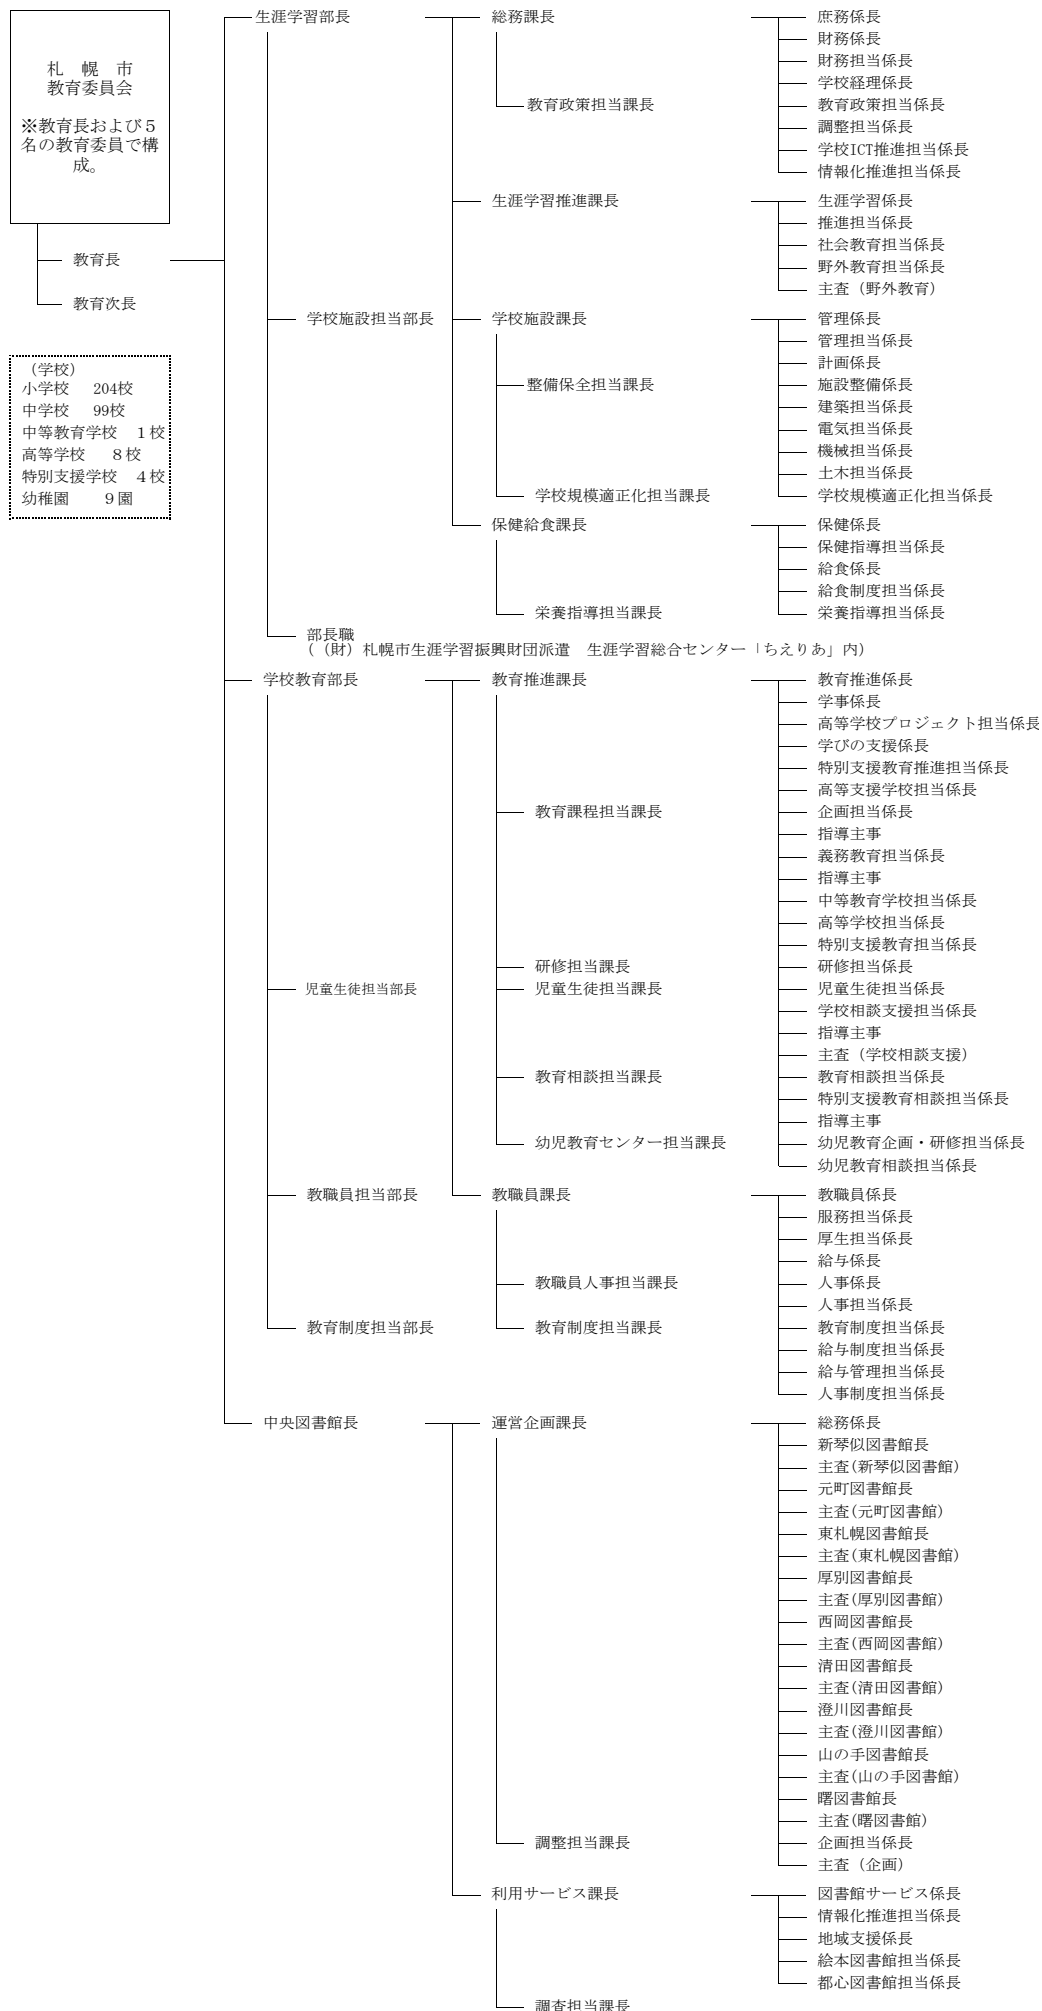 札　幌　市
教育委員会
※教育長および５
名の教育委員で構
成。
教育長
教育次長
（学校）
小学校　204校
中学校　99校
中等教育学校　１校
高等学校　８校
特別支援学校　４校
幼稚園　９園
生涯学習部長
総務課長
庶務係長
財務係長
財務担当係長
学校経理係長
教育政策担当課長
教育政策担当係長
調整担当係長
学校ICT推進担当係長
情報化推進担当係長
生涯学習推進課長
生涯学習係長
推進担当係長
社会教育担当係長
野外教育担当係長
主査（野外教育）
学校施設担当部長
学校施設課長
管理係長
管理担当係長
計画係長
整備保全担当課長
施設整備係長
建築担当係長
電気担当係長
機械担当係長
土木担当係長
学校規模適正化担当課長
学校規模適正化担当係長
保健給食課長
保健係長
保健指導担当係長
給食係長
給食制度担当係長
栄養指導担当課長
栄養指導担当係長
部長職
（（財）札幌市生涯学習振興財団派遣　生涯学習総合センター「ちえりあ」内）
学校教育部長
教育推進課長
教育推進係長
学事係長
高等学校プロジェクト担当係長
学びの支援係長
特別支援教育推進担当係長
高等支援学校担当係長
教育課程担当課長
企画担当係長
指導主事
義務教育担当係長
指導主事
中等教育学校担当係長
高等学校担当係長
特別支援教育担当係長
研修担当課長
研修担当係長
児童生徒担当部長
児童生徒担当課長
児童生徒担当係長
学校相談支援担当係長
指導主事
主査（学校相談支援）
教育相談担当課長
教育相談担当係長
特別支援教育相談担当係長
指導主事
幼児教育センター担当課長
幼児教育企画・研修担当係長
幼児教育相談担当係長
教職員担当部長
教職員課長
教職員係長
服務担当係長
厚生担当係長
給与係長
教職員人事担当課長
人事係長
人事担当係長
教育制度担当部長
教育制度担当課長
教育制度担当係長
給与制度担当係長
給与管理担当係長
人事制度担当係長
中央図書館長
運営企画課長
総務係長
新琴似図書館長
主査(新琴似図書館)
元町図書館長
主査(元町図書館)
東札幌図書館長
主査(東札幌図書館)
厚別図書館長
主査(厚別図書館)
西岡図書館長
主査(西岡図書館)
清田図書館長
主査(清田図書館)
澄川図書館長
主査(澄川図書館)
山の手図書館長
主査(山の手図書館)
曙図書館長
主査(曙図書館)
調整担当課長
企画担当係長
主査（企画）
利用サービス課長
図書館サービス係長
情報化推進担当係長
地域支援係長
絵本図書館担当係長
都心図書館担当係長
調査担当課長